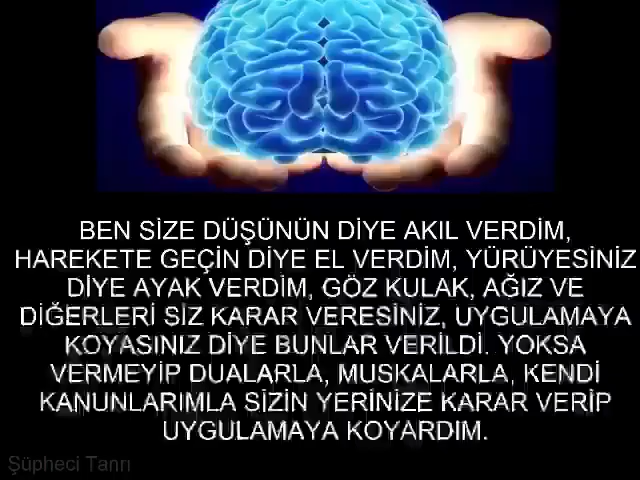 BEN SİZE DÜŞÜNÜN DİYE AKIL VERDİM,
HAREKETE GEÇİN DİYE EL VERDİM, YÜRÜYESİNİZ
DİYE AYAK VERDİM, GÖZ KULAK, AĞIZ VE
DİĞERLERİ SİZ KARAR VERESİNİZ, UYGULAMAYA
KOYASINIZ DİYE BUNLAR VERİLDİ. YOKSA
VERMEYİP DUALARLA, MUSKALARLA, KENDİ
KANUNLARIMLA SİZİN YERİNİZE KARAR VERİP
UYGULAMAYA KOYARDIM.
Şüpheci Tanrı